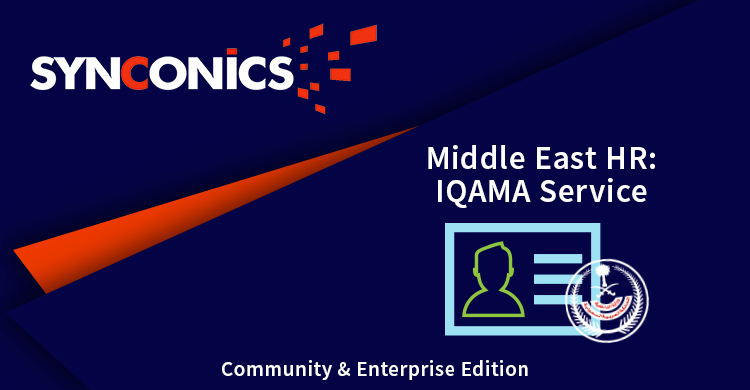 SYNCONICS
Middle East HR:
IQAMA Service
Community & Enterprise Edition